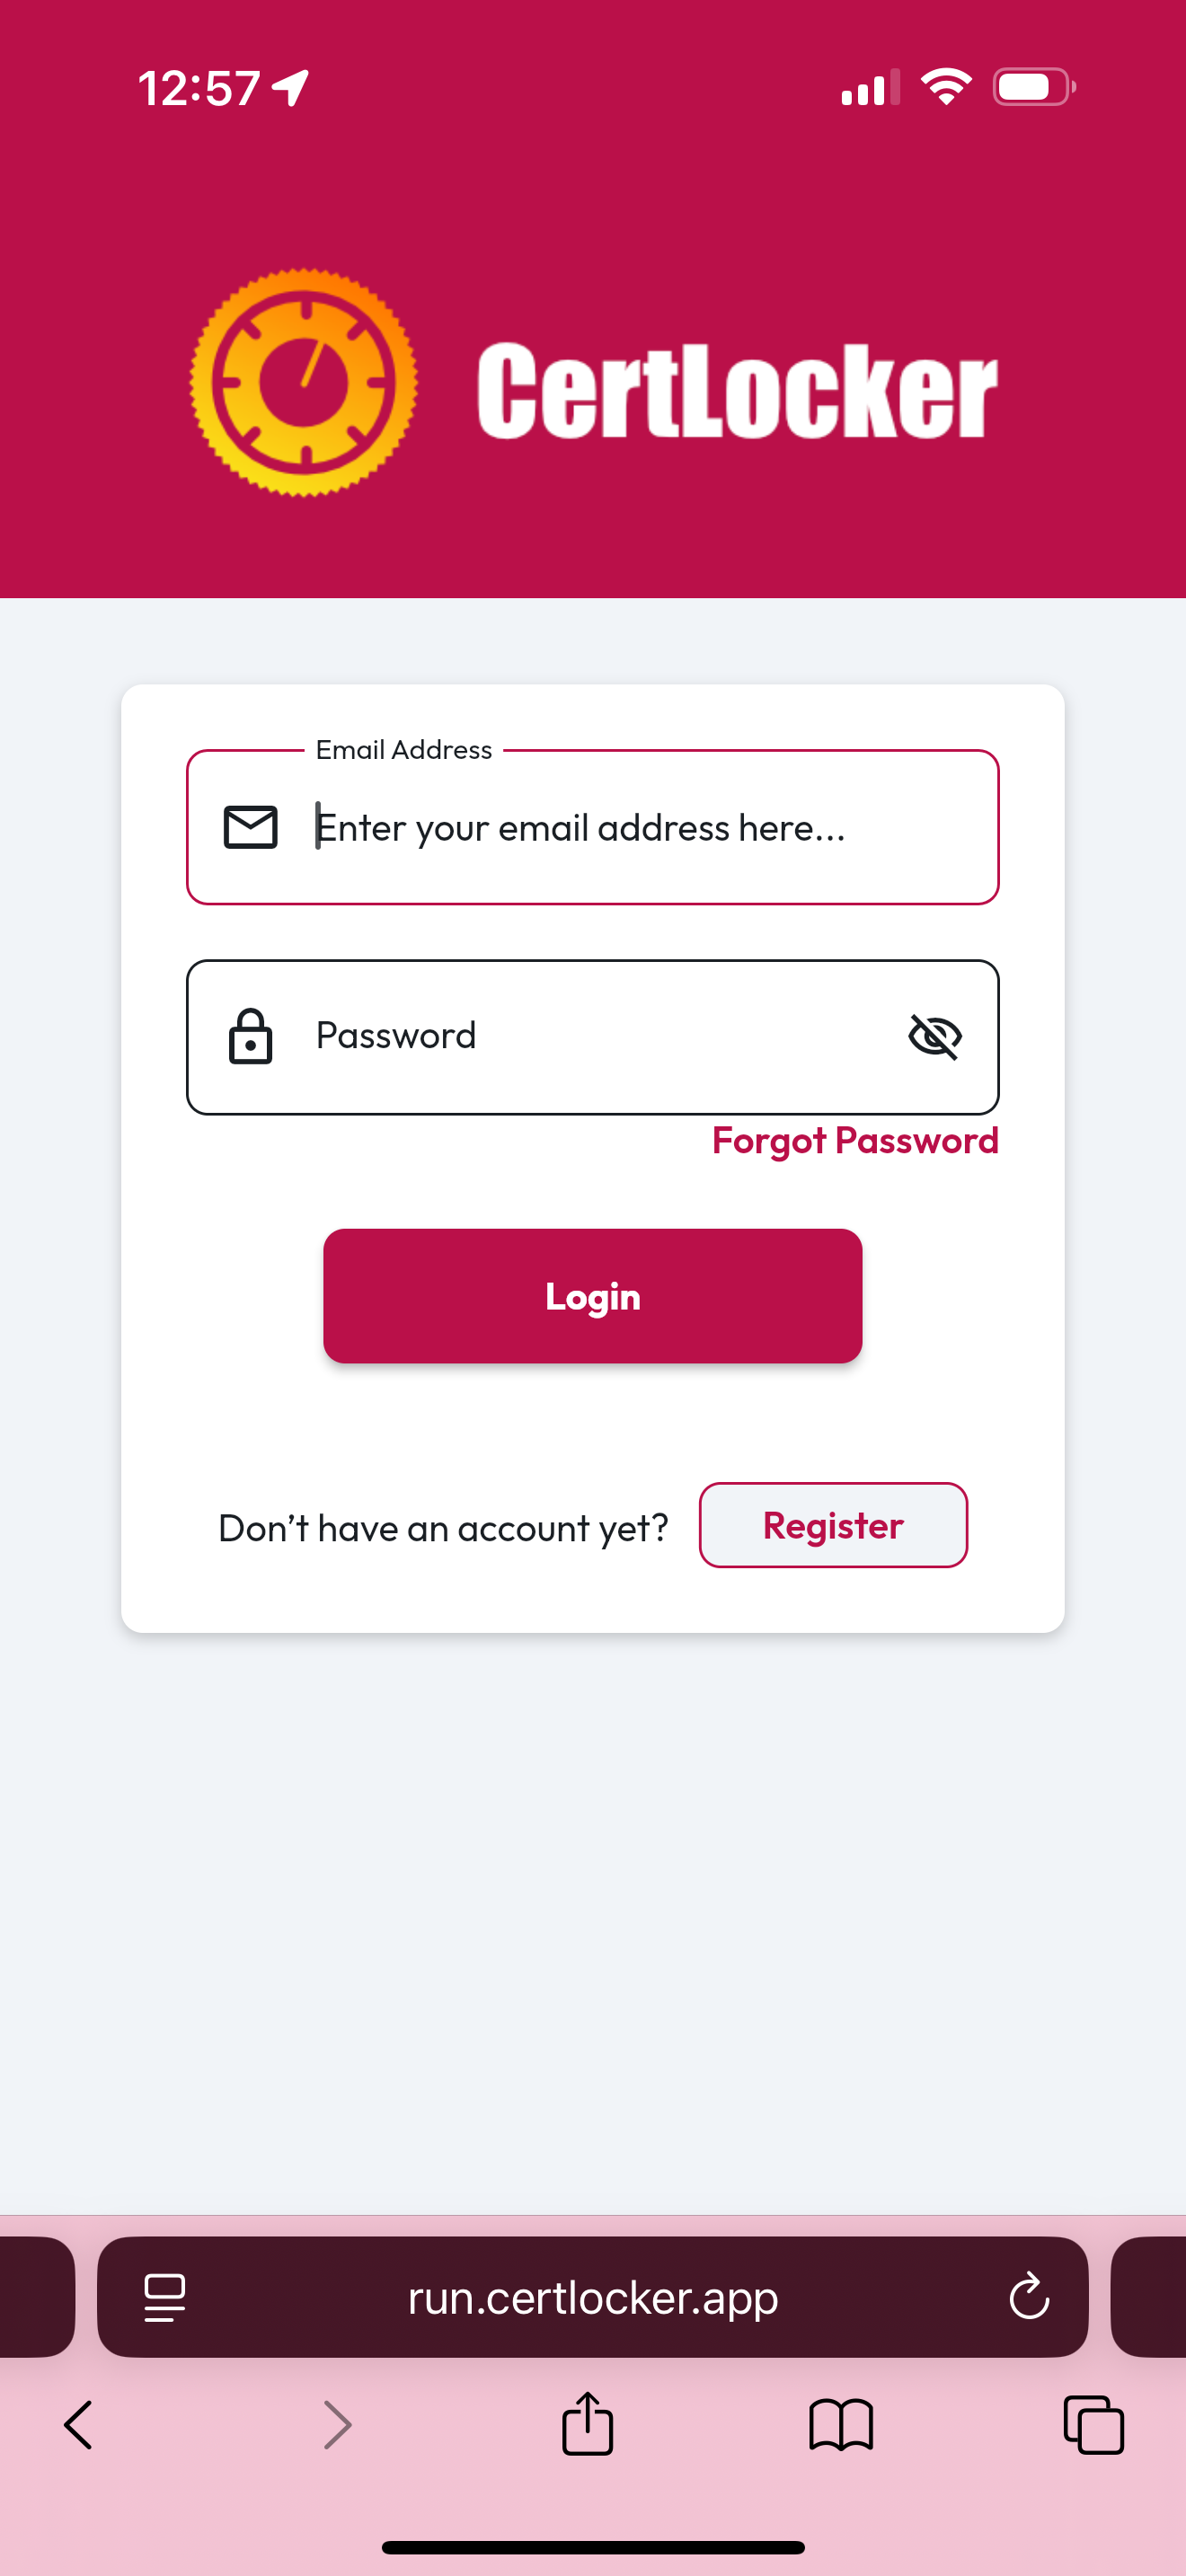 12:57
CertLocker
Email Address
Enter your email address here...
Password
Forgot Password
Login
Don’t have an account yet?
Register
run.certlocker.app